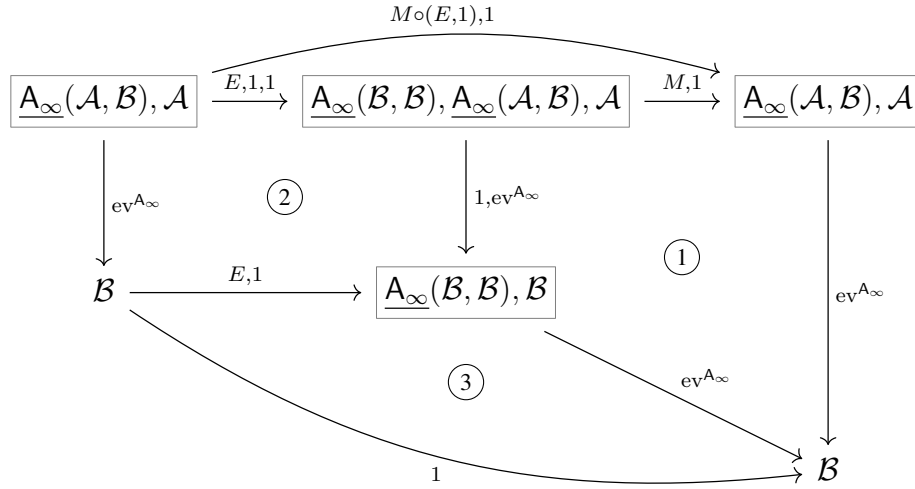 M∘(E,1),1
A∞(𝒜,ℬ),𝒜 E,1,1 A∞(ℬ,ℬ),A∞(𝒜,ℬ),𝒜 M,1 A∞(𝒜,ℬ),𝒜
ev^A∞ 2 1,ev^A∞ 1 ev^A∞
ℬ E,1 A∞(ℬ,ℬ),ℬ
3 ev^A∞
1 ℬ